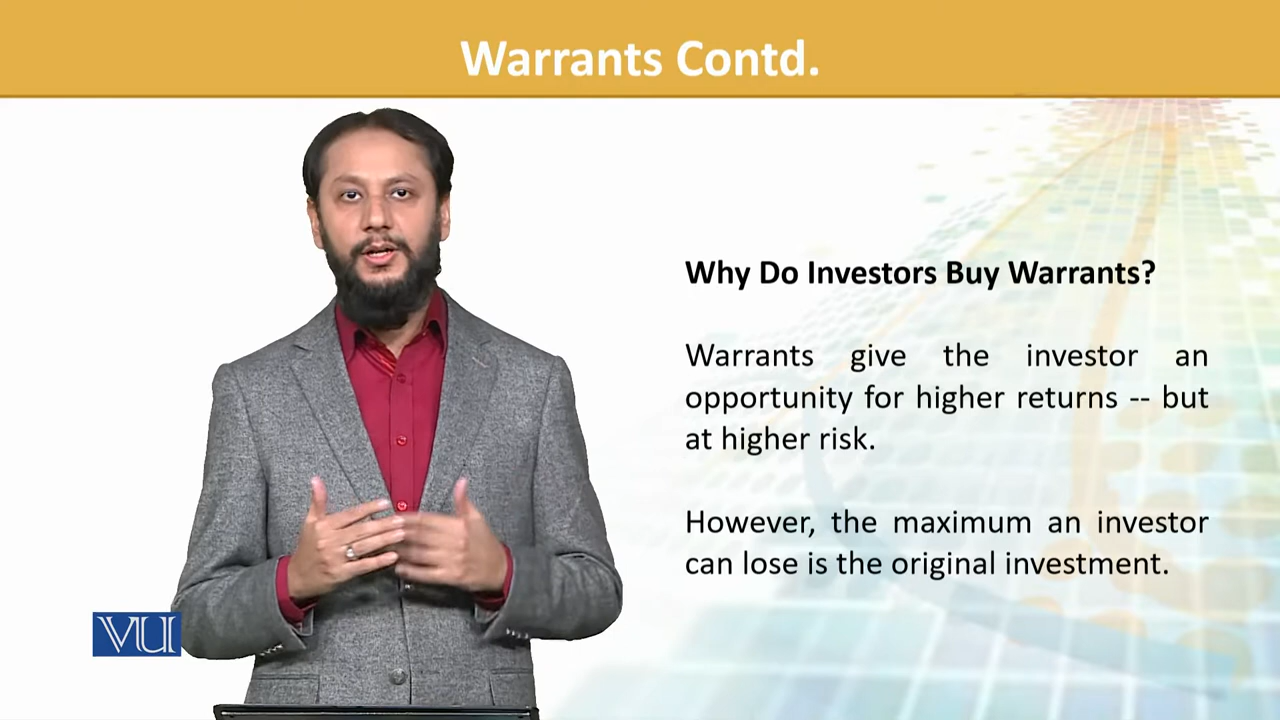 Warrants Contd.
Why Do Investors Buy Warrants?
Warrants give the investor an
opportunity for higher returns -- but
at higher risk.
However, the maximum an investor
can lose is the original investment.
VU